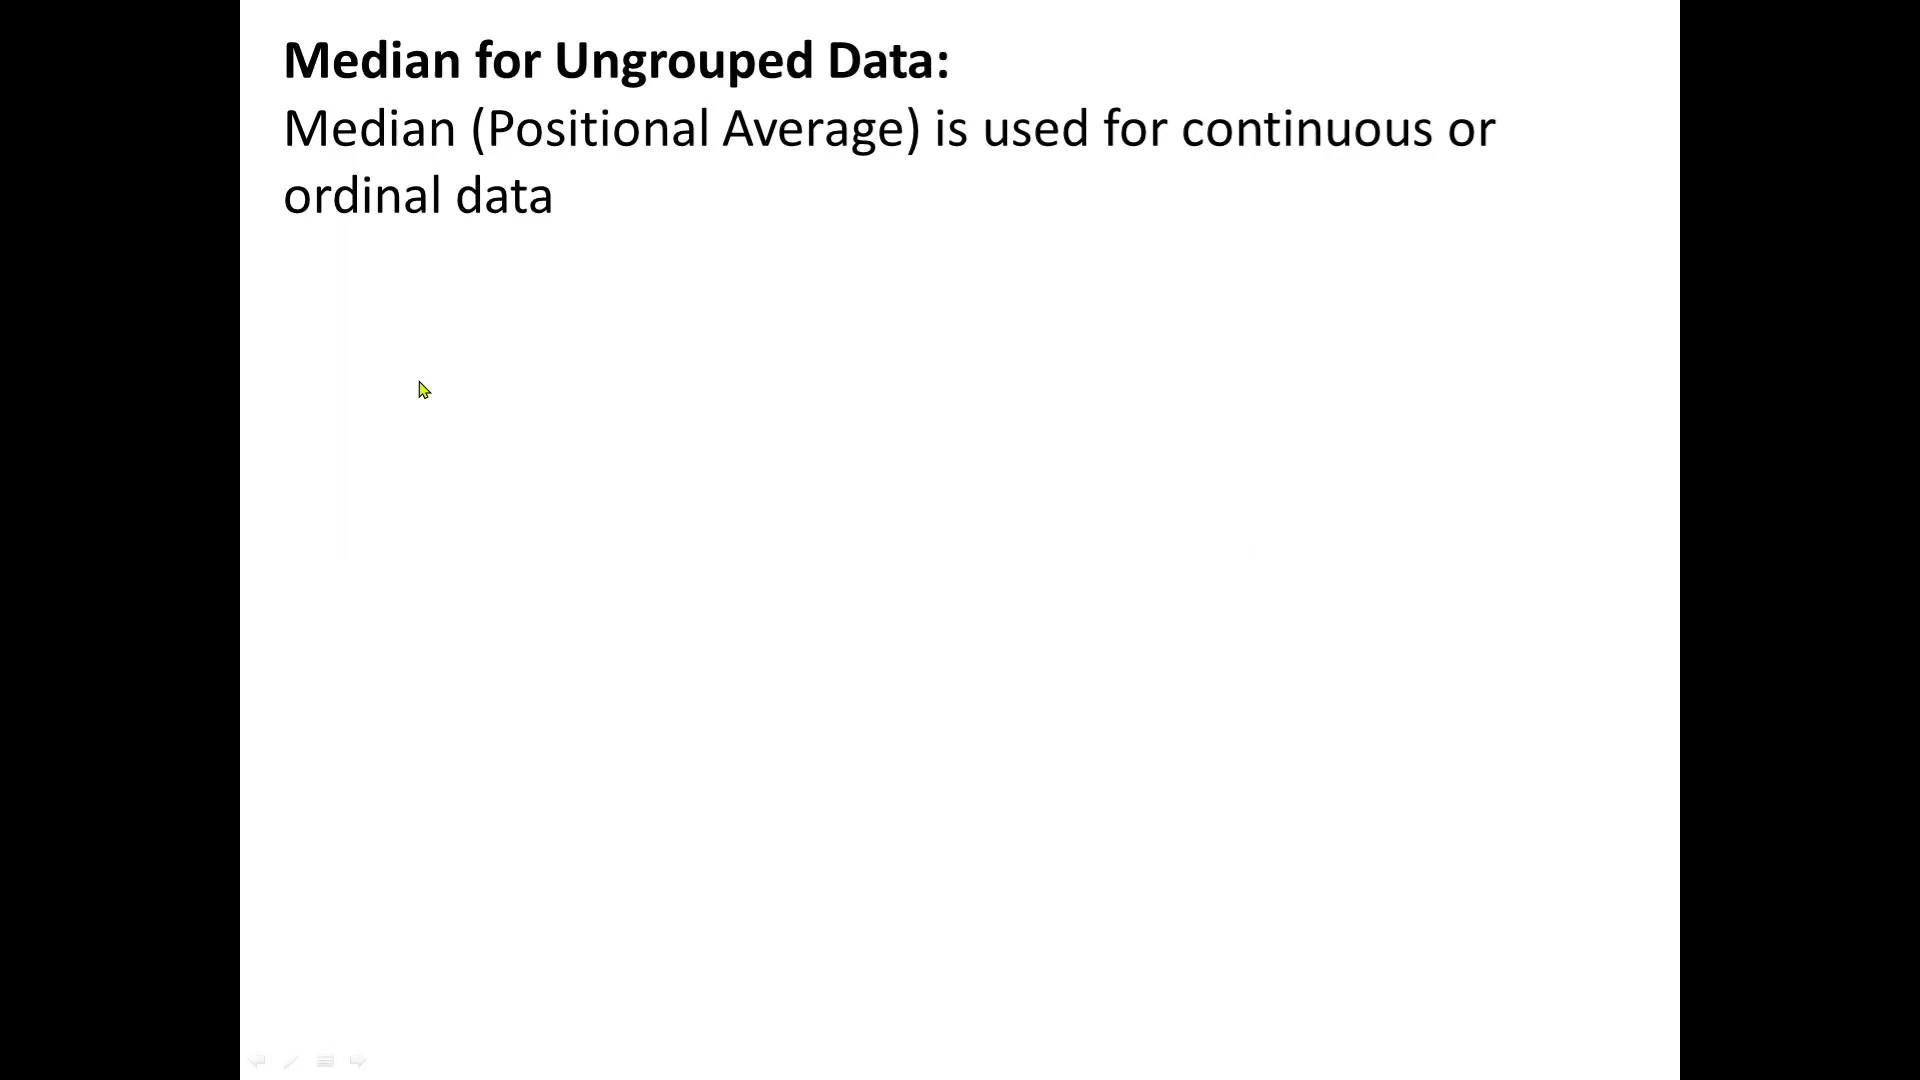 Median for Ungrouped Data:
Median (Positional Average) is used for continuous or
ordinal data